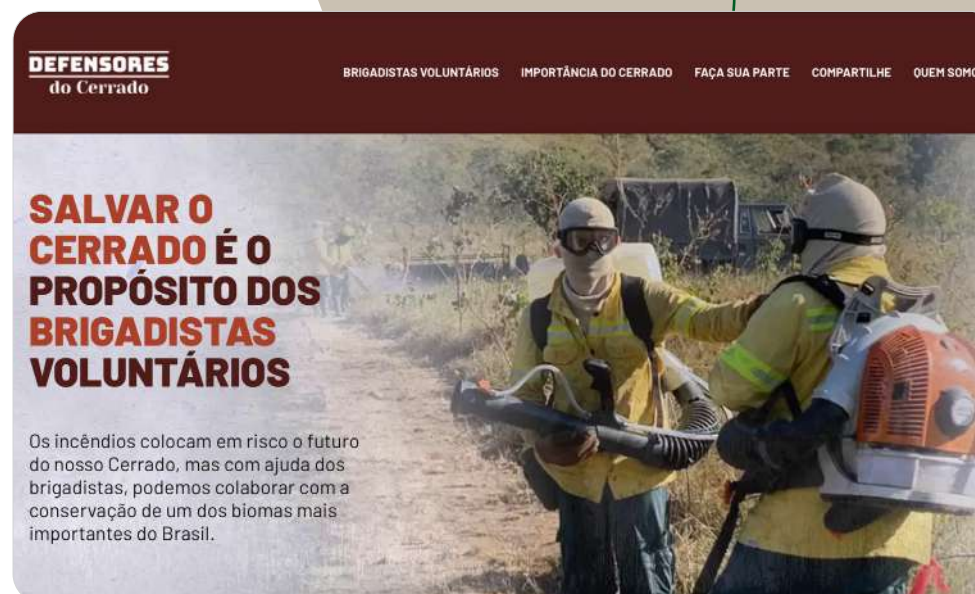 DEFENSORES
do Cerrado
BRIGADISTAS VOLUNTÁRIOS IMPORTÂNCIA DO CERRADO FAÇA SUA PARTE COMPARTILHE QUEM
SALVAR O
CERRADO É O
PROPÓSITO DOS
BRIGADISTAS
VOLUNTÁRIOS
Os incêndios colocam em risco o futuro
do nosso Cerrado, mas com ajuda dos
brigadistas, podemos colaborar com a
conservação de um dos biomas mais
importantes do Brasil.